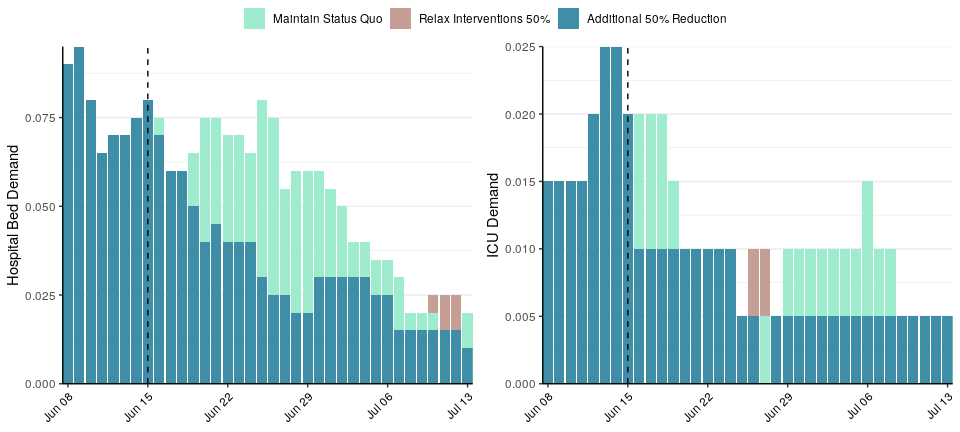 Maintain Status Quo Relax Interventions 50% Additional 50% Reduction
Hospital Bed Demand
0.075
0.050
0.025
0.000
Jun 08 Jun 15 Jun 22 Jun 29 Jul 06 Jul 13
ICU Demand
0.025
0.020
0.015
0.010
0.005
0.000
Jun 08 Jun 15 Jun 22 Jun 29 Jul 06 Jul 13